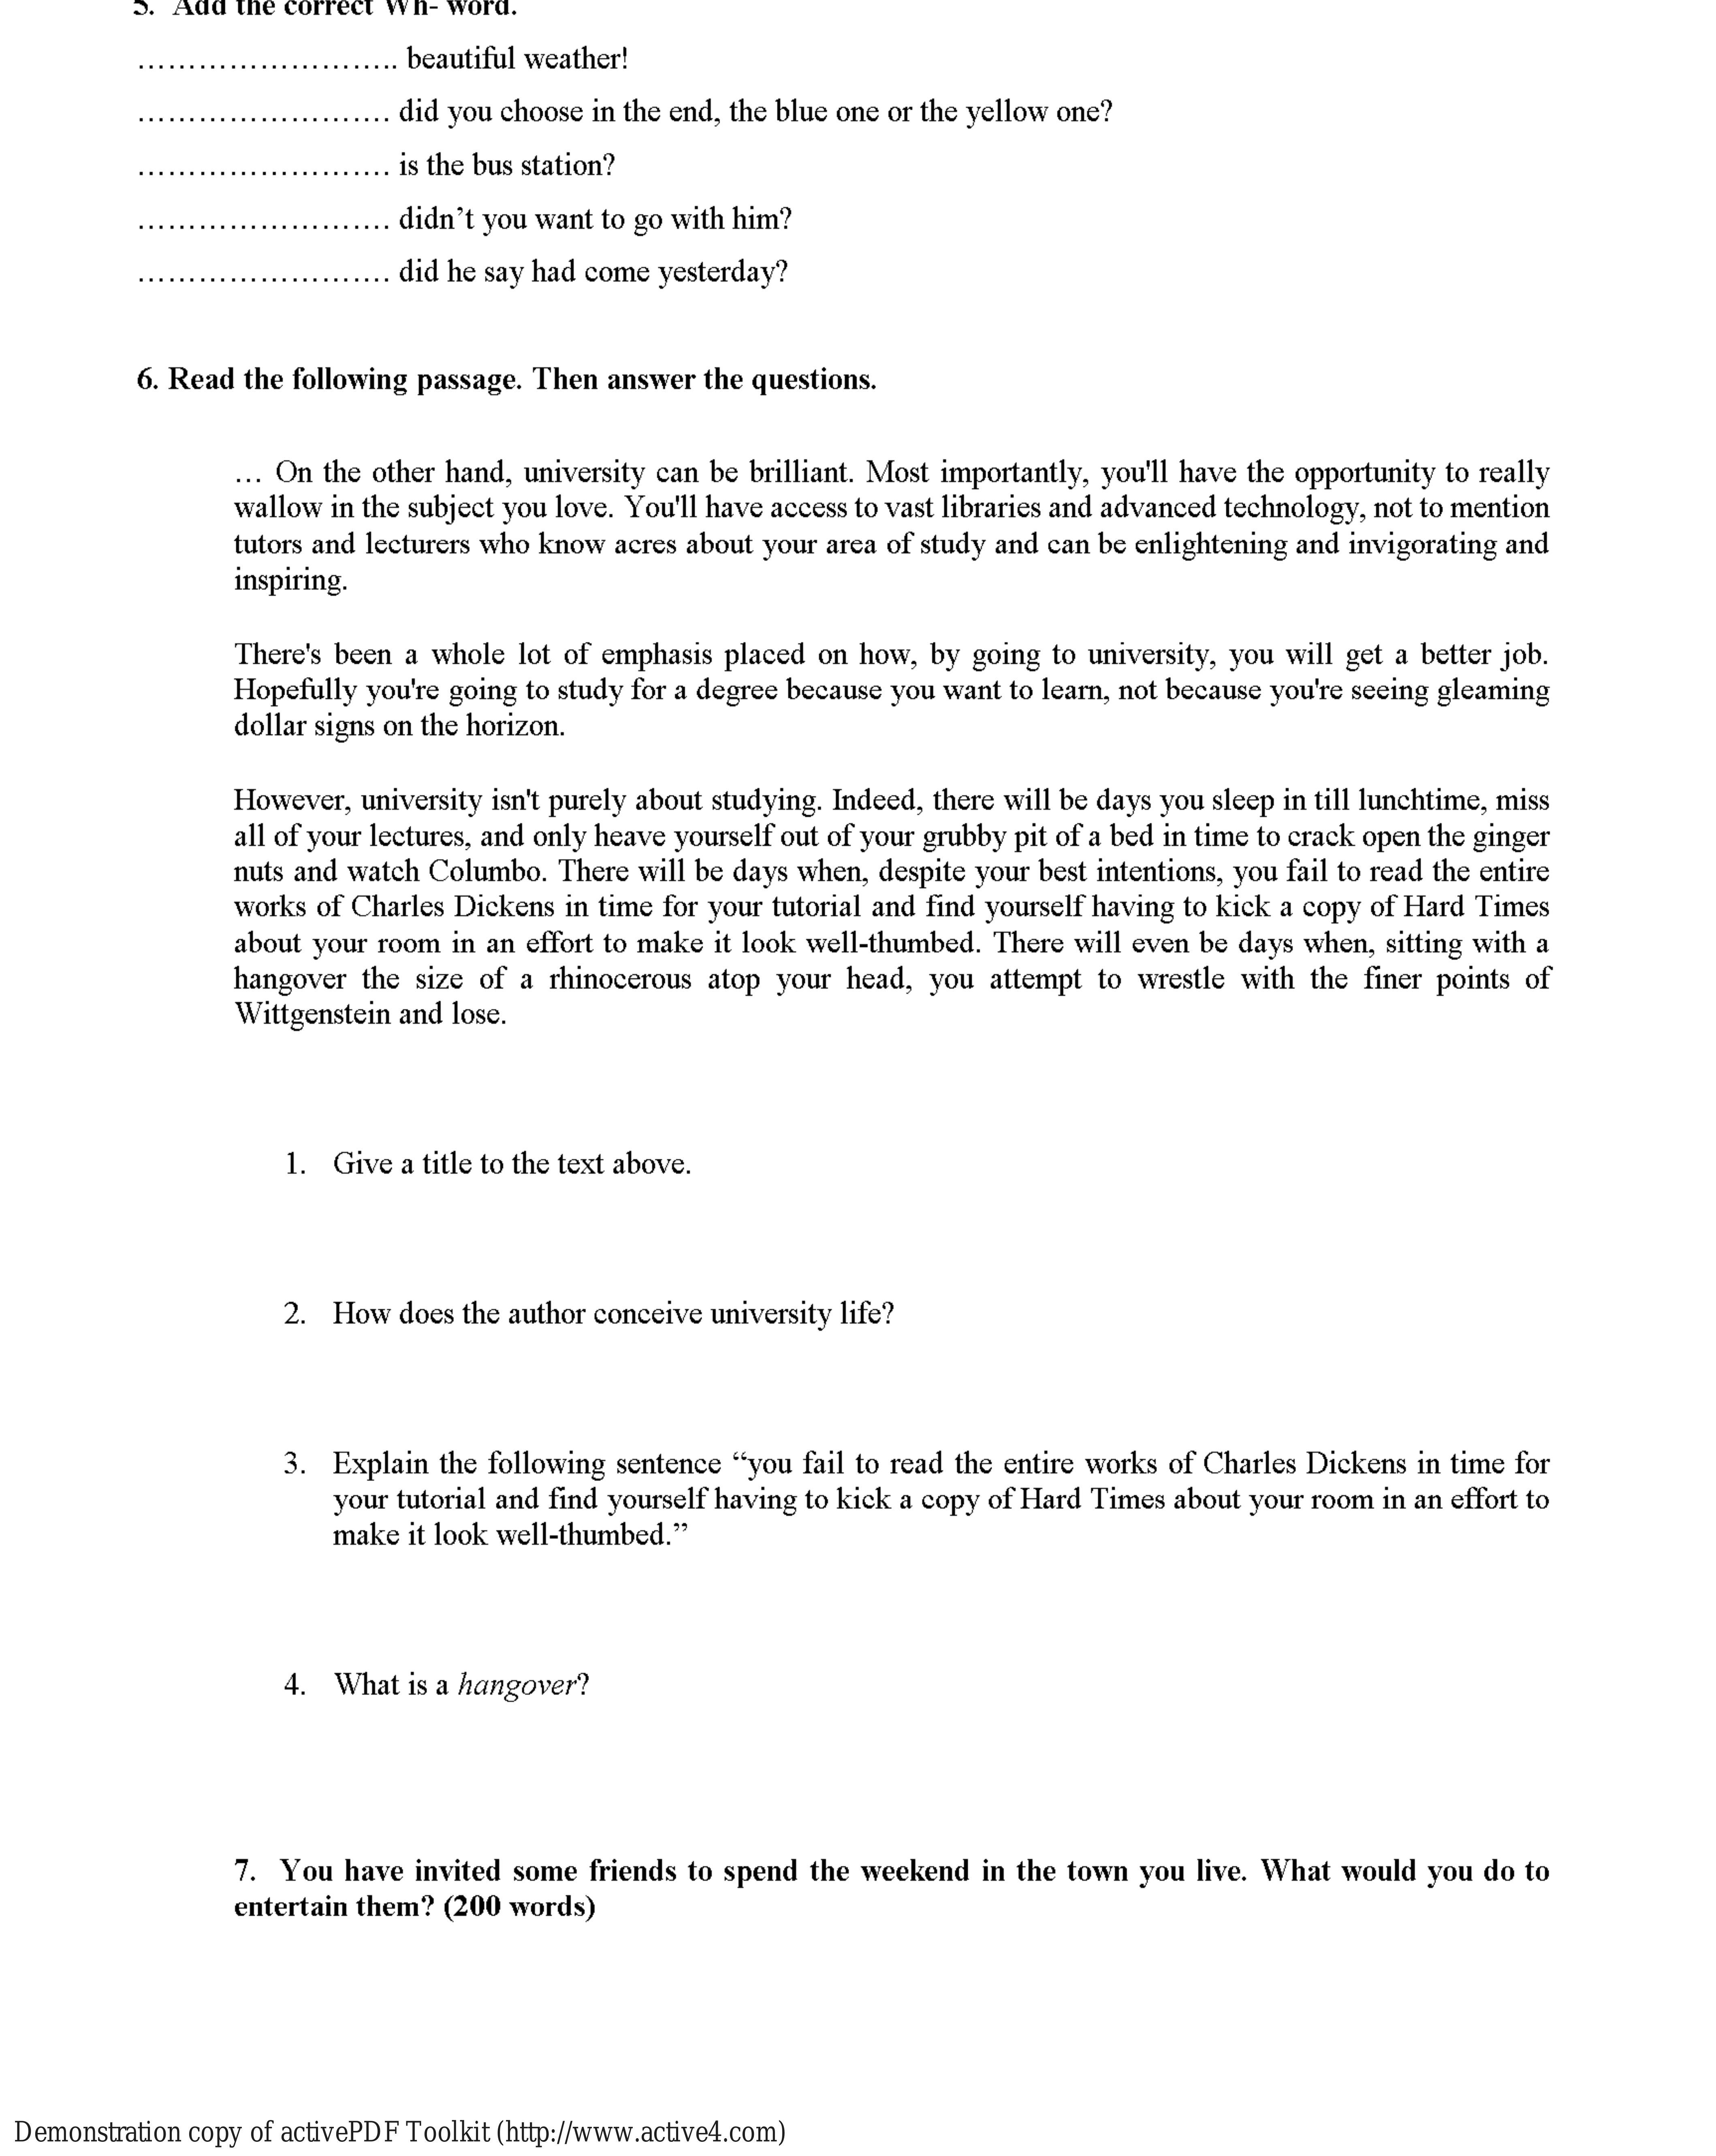 5. Add the correct Wh- word.
………………………. beautiful weather!
……………………. did you choose in the end, the blue one or the yellow one?
……………………. is the bus station?
……………………. didn’t you want to go with him?
……………………. did he say had come yesterday?
6. Read the following passage. Then answer the questions.
… On the other hand, university can be brilliant. Most importantly, you'll have the opportunity to really
wallow in the subject you love. You'll have access to vast libraries and advanced technology, not to mention
tutors and lecturers who know acres about your area of study and can be enlightening and invigorating and
inspiring.
There's been a whole lot of emphasis placed on how, by going to university, you will get a better job.
Hopefully you're going to study for a degree because you want to learn, not because you're seeing gleaming
dollar signs on the horizon.
However, university isn't purely about studying. Indeed, there will be days you sleep in till lunchtime, miss
all of your lectures, and only heave yourself out of your grubby pit of a bed in time to crack open the ginger
nuts and watch Columbo. There will be days when, despite your best intentions, you fail to read the entire
works of Charles Dickens in time for your tutorial and find yourself having to kick a copy of Hard Times
about your room in an effort to make it look well-thumbed. There will even be days when, sitting with a
hangover the size of a rhinocerous atop your head, you attempt to wrestle with the finer points of
Wittgenstein and lose.
1. Give a title to the text above.
2. How does the author conceive university life?
3. Explain the following sentence “you fail to read the entire works of Charles Dickens in time for
your tutorial and find yourself having to kick a copy of Hard Times about your room in an effort to
make it look well-thumbed.”
4. What is a hangover?
7. You have invited some friends to spend the weekend in the town you live. What would you do to
entertain them? (200 words)
Demonstration copy of activePDF Toolkit (http://www.active4.com)